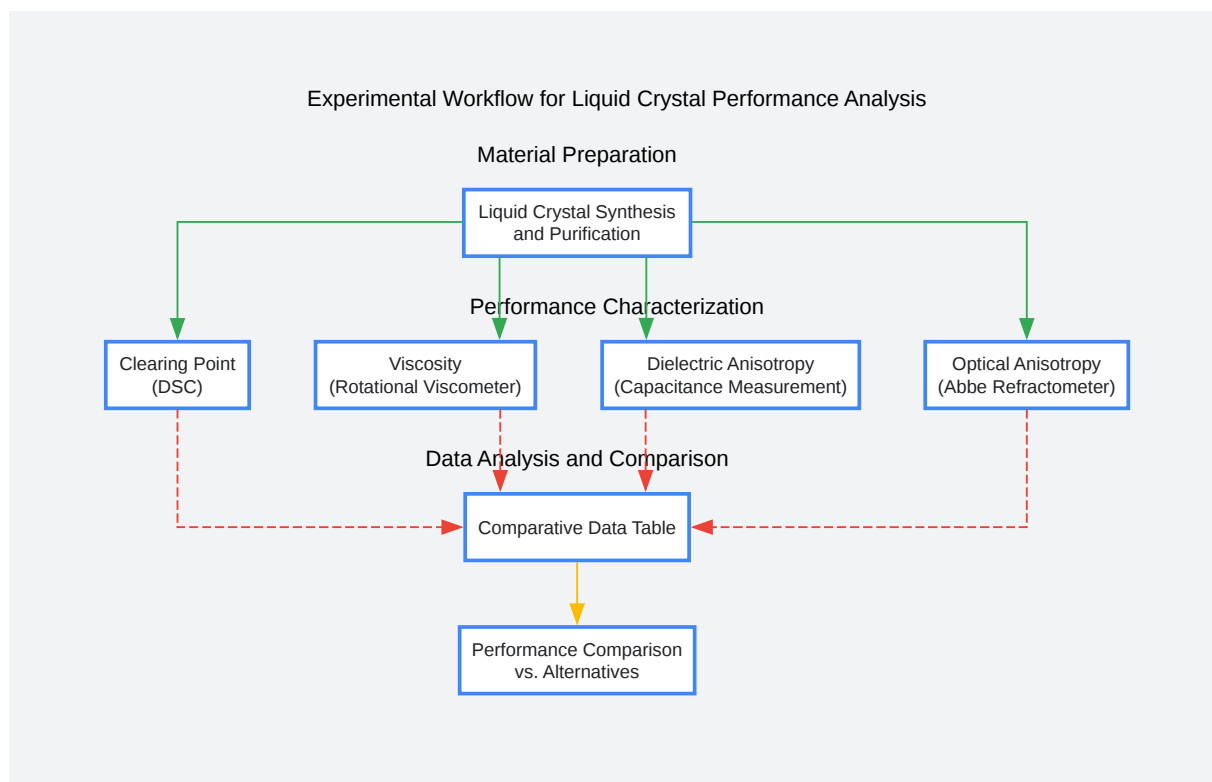 Experimental Workflow for Liquid Crystal Performance Analysis
Material Preparation
Liquid Crystal Synthesis
and Purification
Performance Characterization
Clearing Point
(DSC)
Viscosity
(Rotational Viscometer)
Dielectric Anisotropy
(Capacitance Measurement)
Optical Anisotropy
(Abbe Refractometer)
Data Analysis and Comparison
Comparative Data Table
Performance Comparison
vs. Alternatives